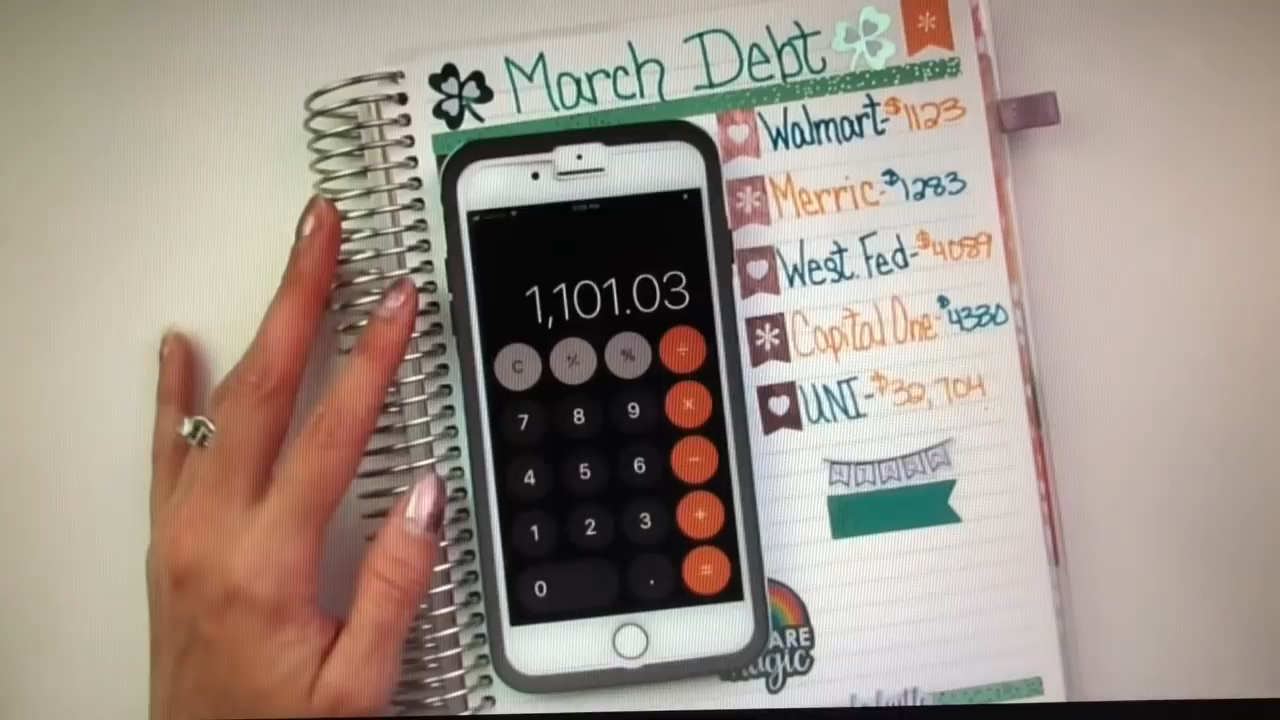 March Debt
Walmart-$1123
Merric-$1283
West. Fed-$4089
Capital One-$4330
UNI-$32,704
1,101.03
C % ÷
7 8 9 ×
4 5 6 −
1 2 3 +
0 . =
ARE
magic